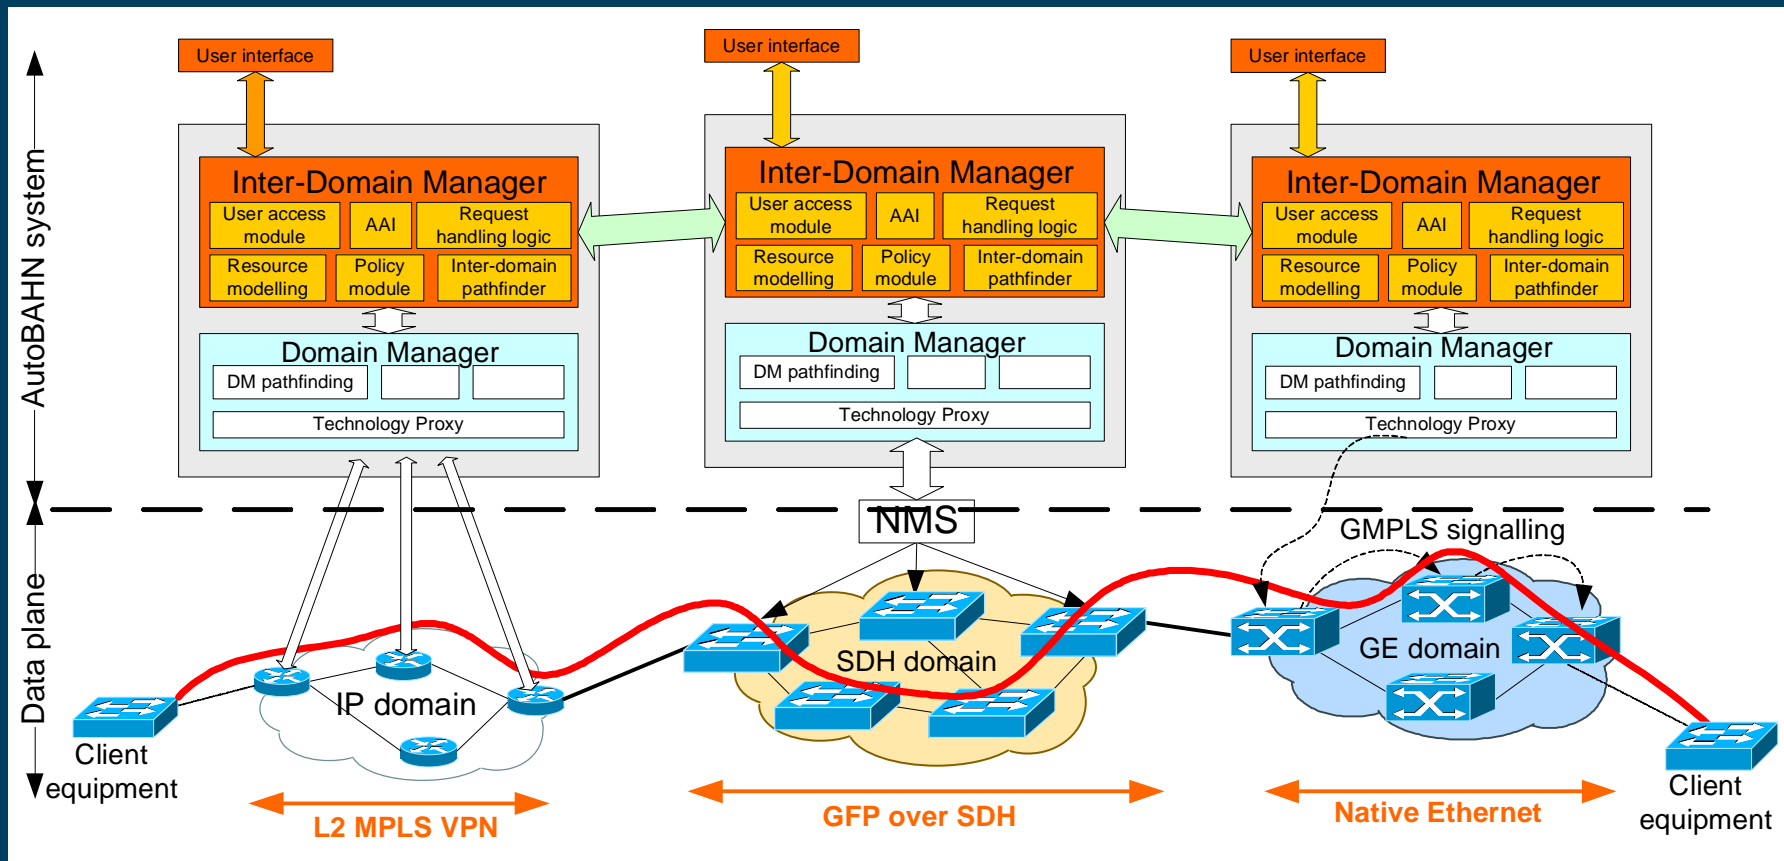 AutoBAHN system
Data plane
User interface
Inter-Domain Manager
User access
module
AAI
Request
handling logic
Resource
modelling
Policy
module
Inter-domain
pathfinder
Domain Manager
DM pathfinding
Technology Proxy
User interface
Inter-Domain Manager
User access
module
AAI
Request
handling logic
Resource
modelling
Policy
module
Inter-domain
pathfinder
Domain Manager
DM pathfinding
Technology Proxy
User interface
Inter-Domain Manager
User access
module
AAI
Request
handling logic
Resource
modelling
Policy
module
Inter-domain
pathfinder
Domain Manager
DM pathfinding
Technology Proxy
NMS
GMPLS signalling
IP domain
SDH domain
GE domain
Client
equipment
Client
equipment
L2 MPLS VPN
GFP over SDH
Native Ethernet